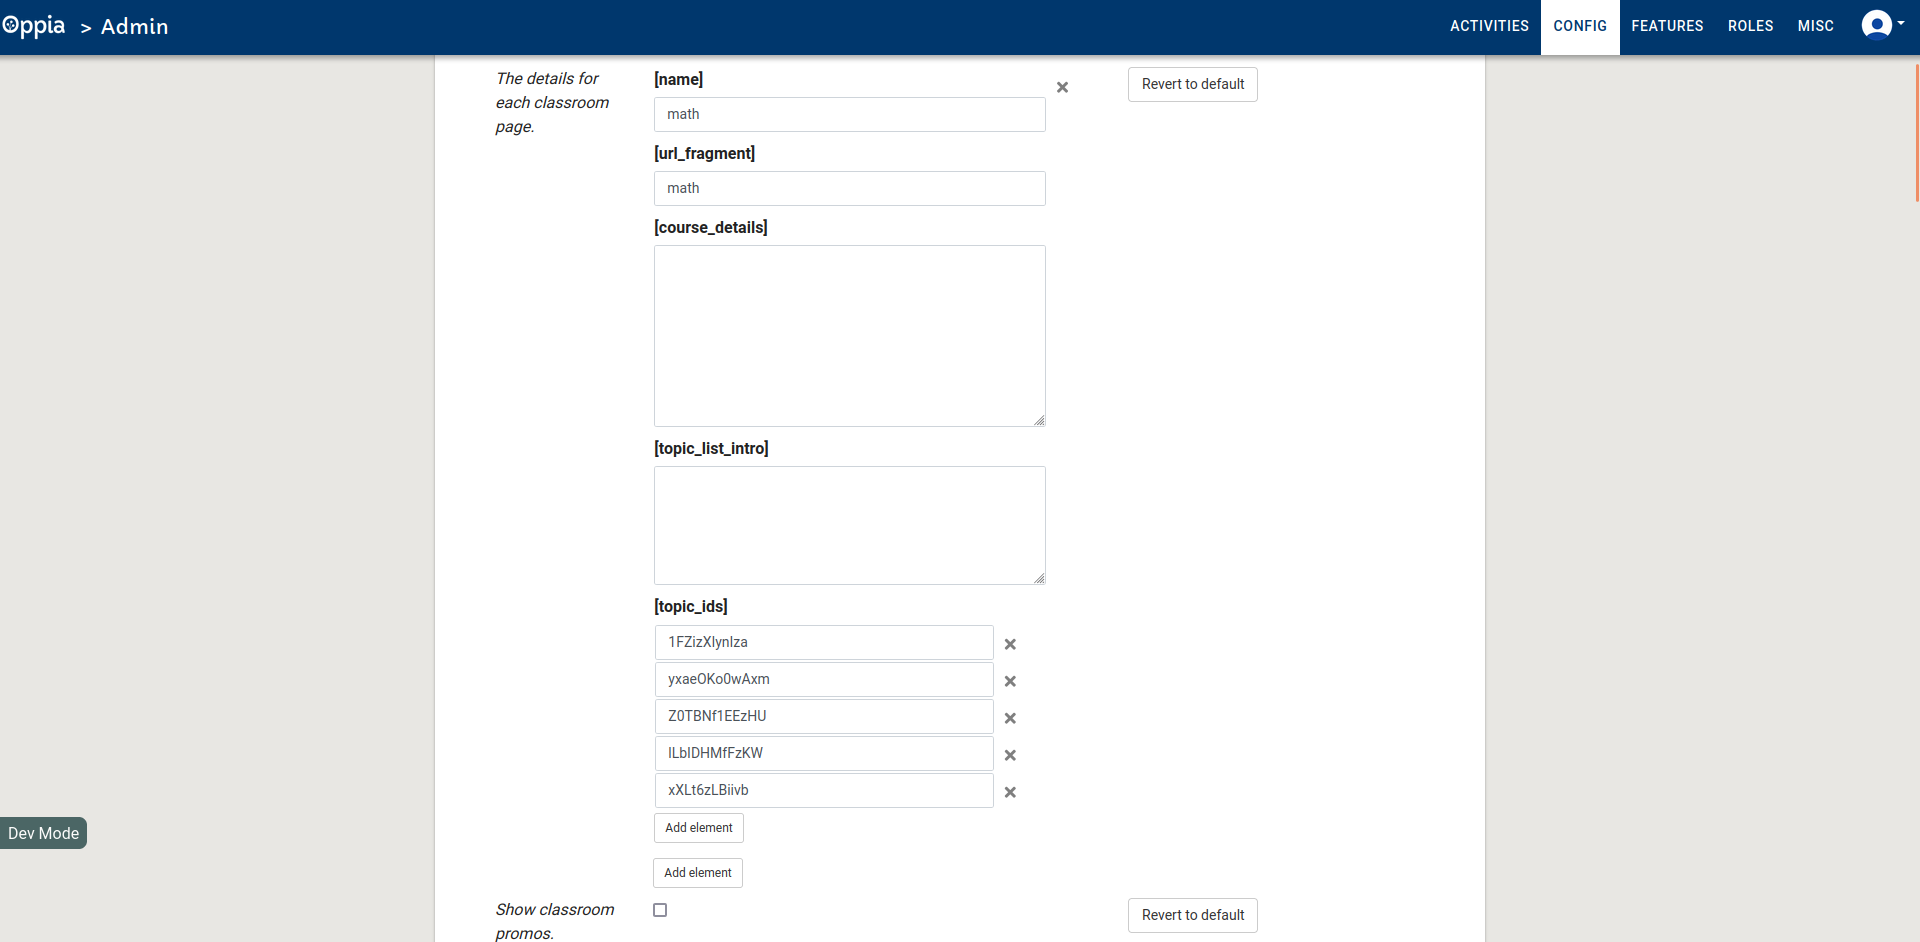 Oppia > Admin
ACTIVITIES CONFIG FEATURES ROLES MISC
The details for
each classroom
page.
[name]
math
Revert to default
[url_fragment]
math
[course_details]
[topic_list_intro]
[topic_ids]
1FZizXlynIza
yxaeOKo0wAxm
Z0TBNf1EEzHU
ILbIDHMfFzKW
xXLt6zLBiivb
Add element
Dev Mode
Add element
Show classroom
promos.
Revert to default